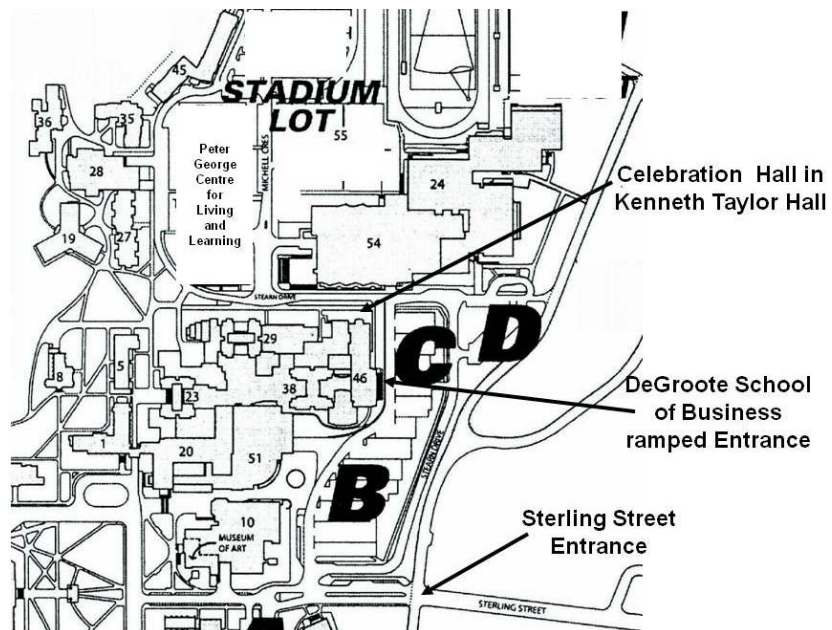 45
STADIUM
LOT
36
35
55
Peter
George
Centre
for
Living
and
Learning
MICHELL CRES
28
24
Celebration Hall in
Kenneth Taylor Hall
19
27
54
STEARN DRIVE
D
C
29
8
5
46
38
23
DeGroote School
of Business
ramped Entrance
1
20
51
STEARN DRIVE
B
10
MUSEUM
OF ART
Sterling Street
Entrance
STERLING STREET